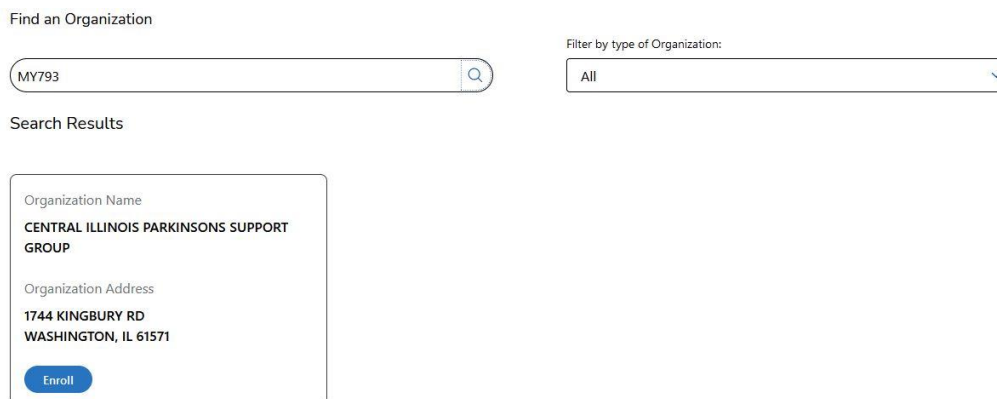 Find an Organization
Filter by type of Organization:
MY793
All
Search Results
Organization Name
CENTRAL ILLINOIS PARKINSONS SUPPORT
GROUP
Organization Address
1744 KINGBURY RD
WASHINGTON, IL 61571
Enroll